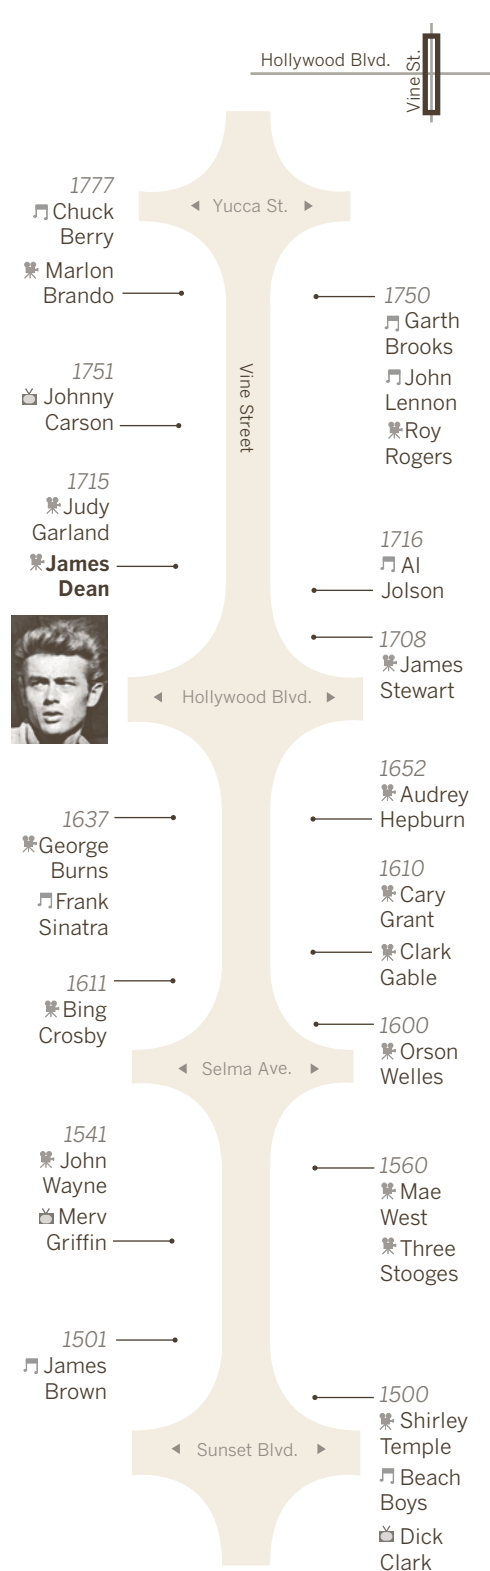 Hollywood Blvd.
Vine St.
1777
Chuck
Berry
Marlon
Brando
Yucca St.
1750
Garth
Brooks
John
Lennon
Roy
Rogers
Vine Street
1751
Johnny
Carson
1715
Judy
Garland
James
Dean
1716
Al
Jolson
1708
James
Stewart
Hollywood Blvd.
1652
Audrey
Hepburn
1637
George
Burns
Frank
Sinatra
1610
Cary
Grant
Clark
Gable
1611
Bing
Crosby
1600
Orson
Welles
Selma Ave.
1541
John
Wayne
Merv
Griffin
1560
Mae
West
Three
Stooges
1501
James
Brown
1500
Shirley
Temple
Beach
Boys
Dick
Clark
Sunset Blvd.